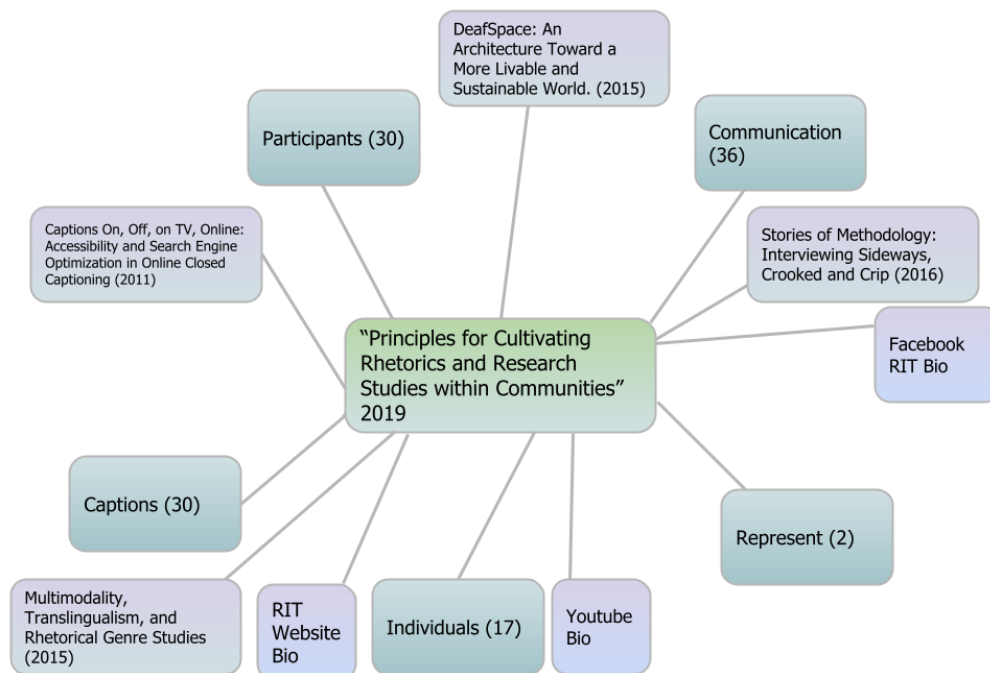 DeafSpace: An
Architecture Toward a
More Livable and
Sustainable World. (2015)
Participants (30)
Communication
(36)
Captions On, Off, on TV, Online:
Accessibility and Search Engine
Optimization in Online Closed
Captioning (2011)
Stories of Methodology:
Interviewing Sideways,
Crooked and Crip (2016)
“Principles for Cultivating
Rhetorics and Research
Studies within Communities”
2019
Facebook
RIT Bio
Captions (30)
Represent (2)
Multimodality,
Translingualism, and
Rhetorical Genre Studies
(2015)
RIT
Website
Bio
Individuals (17)
Youtube
Bio